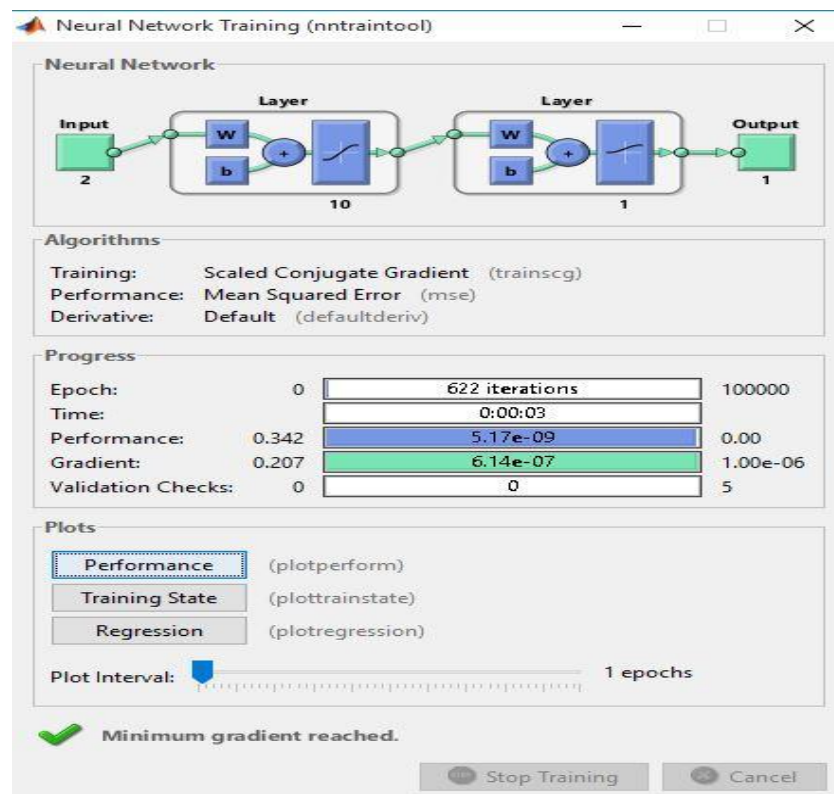 Neural Network Training (nntraintool)
Neural Network
Layer
Layer
Input
Output
W
W
b
+
b
+
2
10
1
1
Algorithms
Training: Scaled Conjugate Gradient (trainscg)
Performance: Mean Squared Error (mse)
Derivative: Default (defaultderiv)
Progress
Epoch: 0 622 iterations 100000
Time: 0:00:03
Performance: 0.342 5.17e-09 0.00
Gradient: 0.207 6.14e-07 1.00e-06
Validation Checks: 0 0 5
Plots
Performance (plotperform)
Training State (plottrainstate)
Regression (plotregression)
Plot Interval: 1 epochs
Minimum gradient reached.
Stop Training Cancel